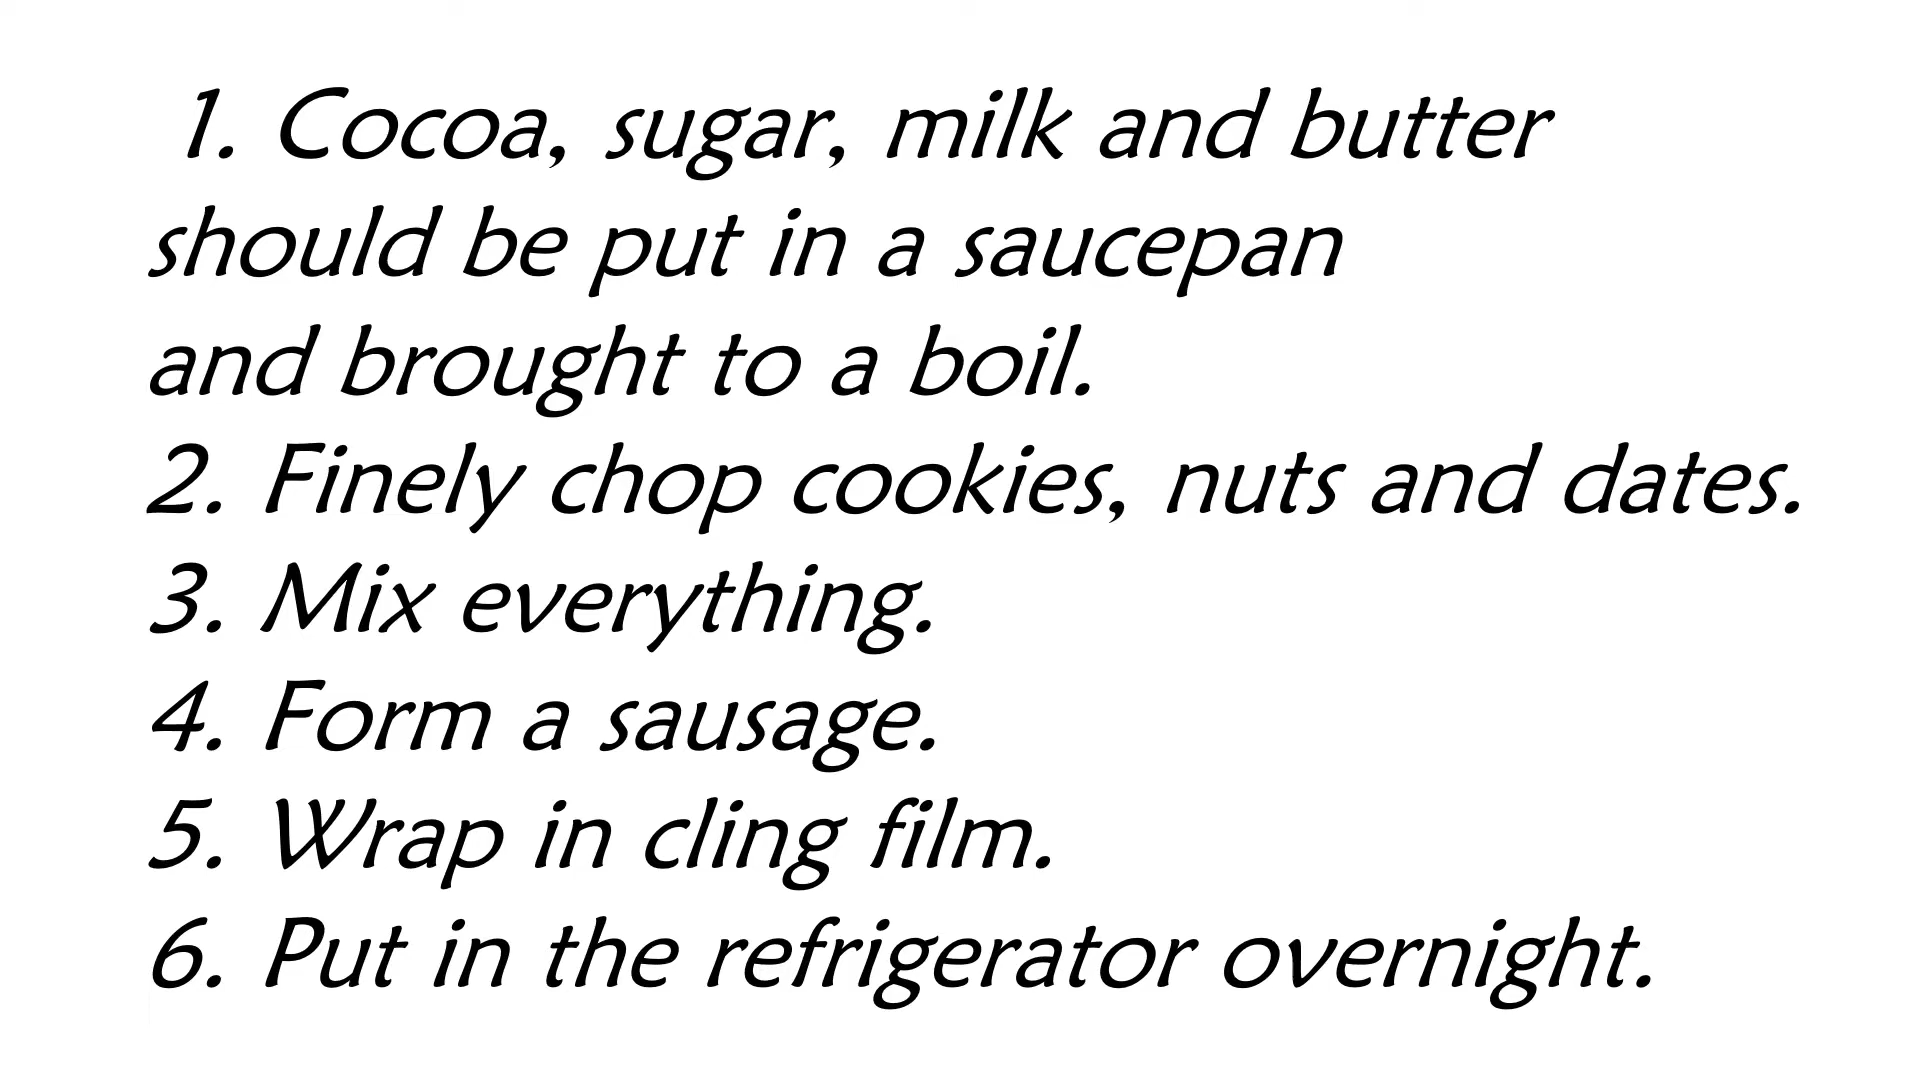 1. Cocoa, sugar, milk and butter
should be put in a saucepan
and brought to a boil.
2. Finely chop cookies, nuts and dates.
3. Mix everything.
4. Form a sausage.
5. Wrap in cling film.
6. Put in the refrigerator overnight.